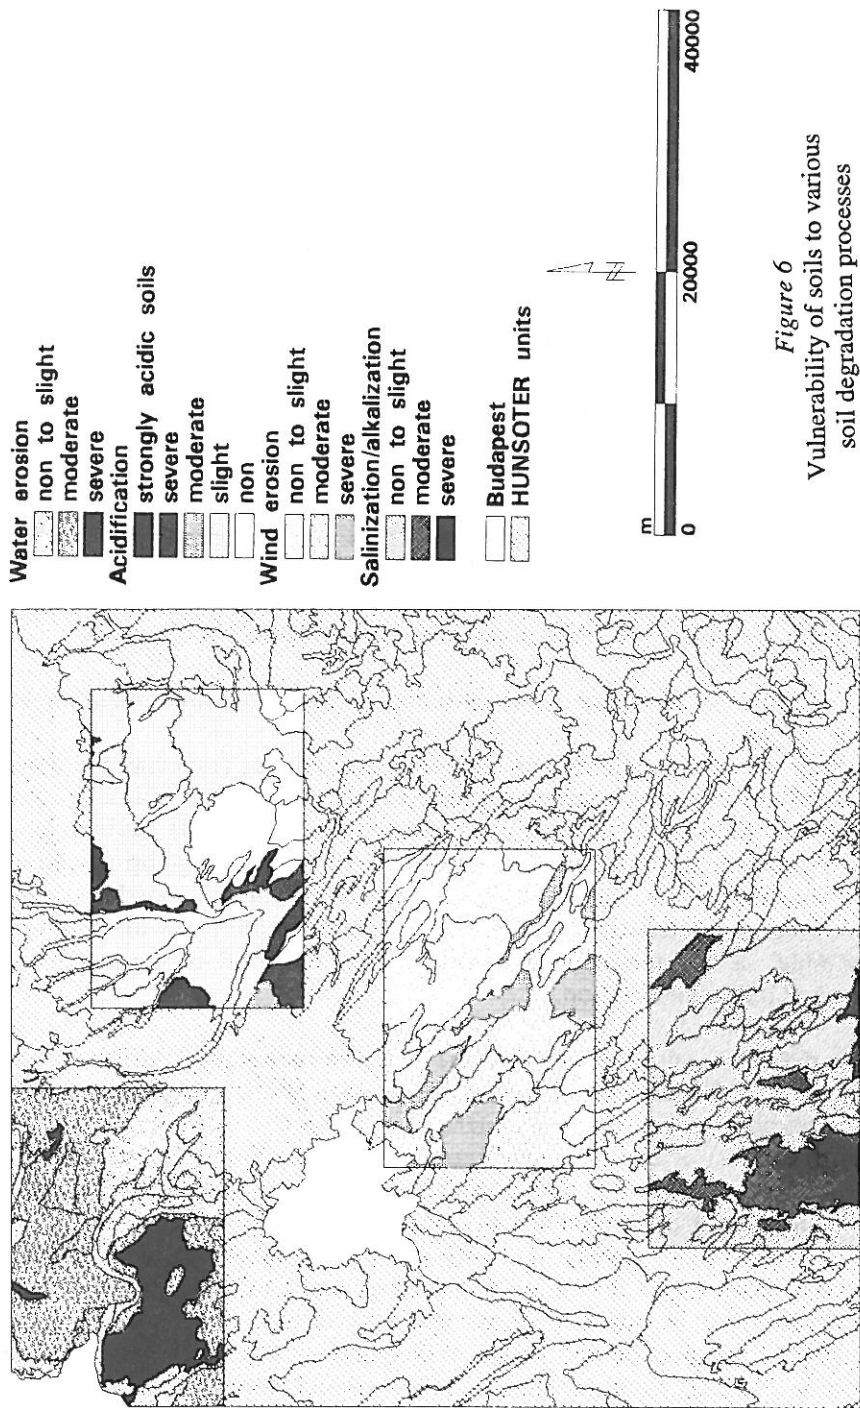 Water erosion
non to slight
moderate
severe
Acidification
strongly acidic soils
severe
moderate
slight
non
Wind erosion
non to slight
moderate
severe
Salinization/alkalization
non to slight
moderate
severe
Budapest
HUNSOTER units
m
0
20000
40000
Figure 6
Vulnerability of soils to various
soil degradation processes